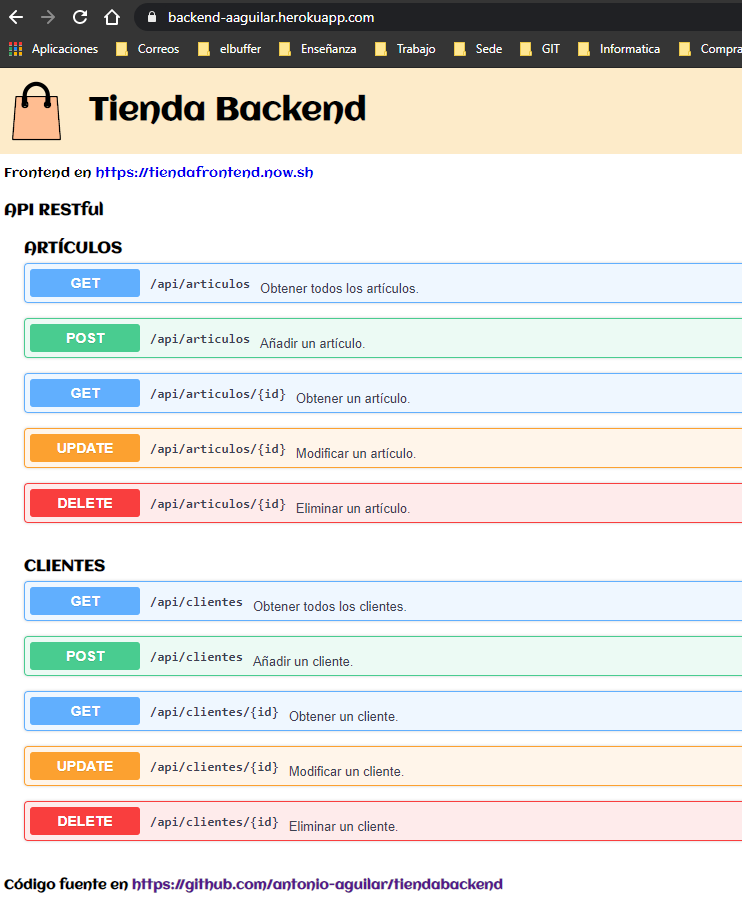 backend-aaguilar.herokuapp.com
Aplicaciones Correos elbuffer Enseñanza Trabajo Sede GIT Informatica Compra
Tienda Backend
Frontend en https://tiendafrontend.now.sh
API RESTful
ARTÍCULOS
GET /api/articulos Obtener todos los artículos.
POST /api/articulos Añadir un artículo.
GET /api/articulos/{id} Obtener un artículo.
UPDATE /api/articulos/{id} Modificar un artículo.
DELETE /api/articulos/{id} Eliminar un artículo.
CLIENTES
GET /api/clientes Obtener todos los clientes.
POST /api/clientes Añadir un cliente.
GET /api/clientes/{id} Obtener un cliente.
UPDATE /api/clientes/{id} Modificar un cliente.
DELETE /api/clientes/{id} Eliminar un cliente.
Código fuente en https://github.com/antonio-aguilar/tiendabackend